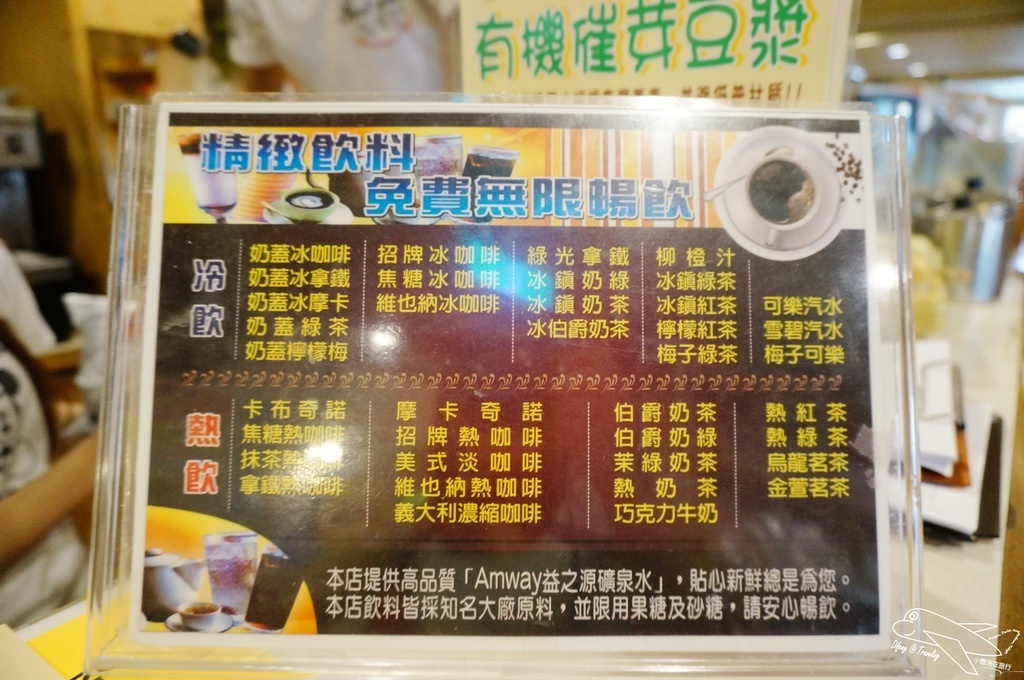 有機催芽豆漿
精緻飲料
免費無限暢飲
冷飲
奶蓋冰咖啡
奶蓋冰拿鐵
奶蓋冰摩卡
奶蓋綠茶
奶蓋檸檬梅
招牌冰咖啡
焦糖冰咖啡
維也納冰咖啡
綠光拿鐵
冰鎮奶綠
冰鎮奶茶
冰伯爵奶茶
柳橙汁
冰鎮綠茶
冰鎮紅茶
檸檬紅茶
梅子綠茶
可樂汽水
雪碧汽水
梅子可樂
熱飲
卡布奇諾
焦糖熱咖啡
抹茶熱咖啡
拿鐵熱咖啡
摩卡奇諾
招牌熱咖啡
美式淡咖啡
維也納熱咖啡
義大利濃縮咖啡
伯爵奶茶
伯爵奶綠
茉綠奶茶
熱奶茶
巧克力牛奶
熱紅茶
熱綠茶
烏龍茗茶
金萱茗茶
本店提供高品質「Amway益之源礦泉水」，貼心新鮮總是為您。
本店飲料皆採知名大廠原料，並限用果糖及砂糖，請安心暢飲。